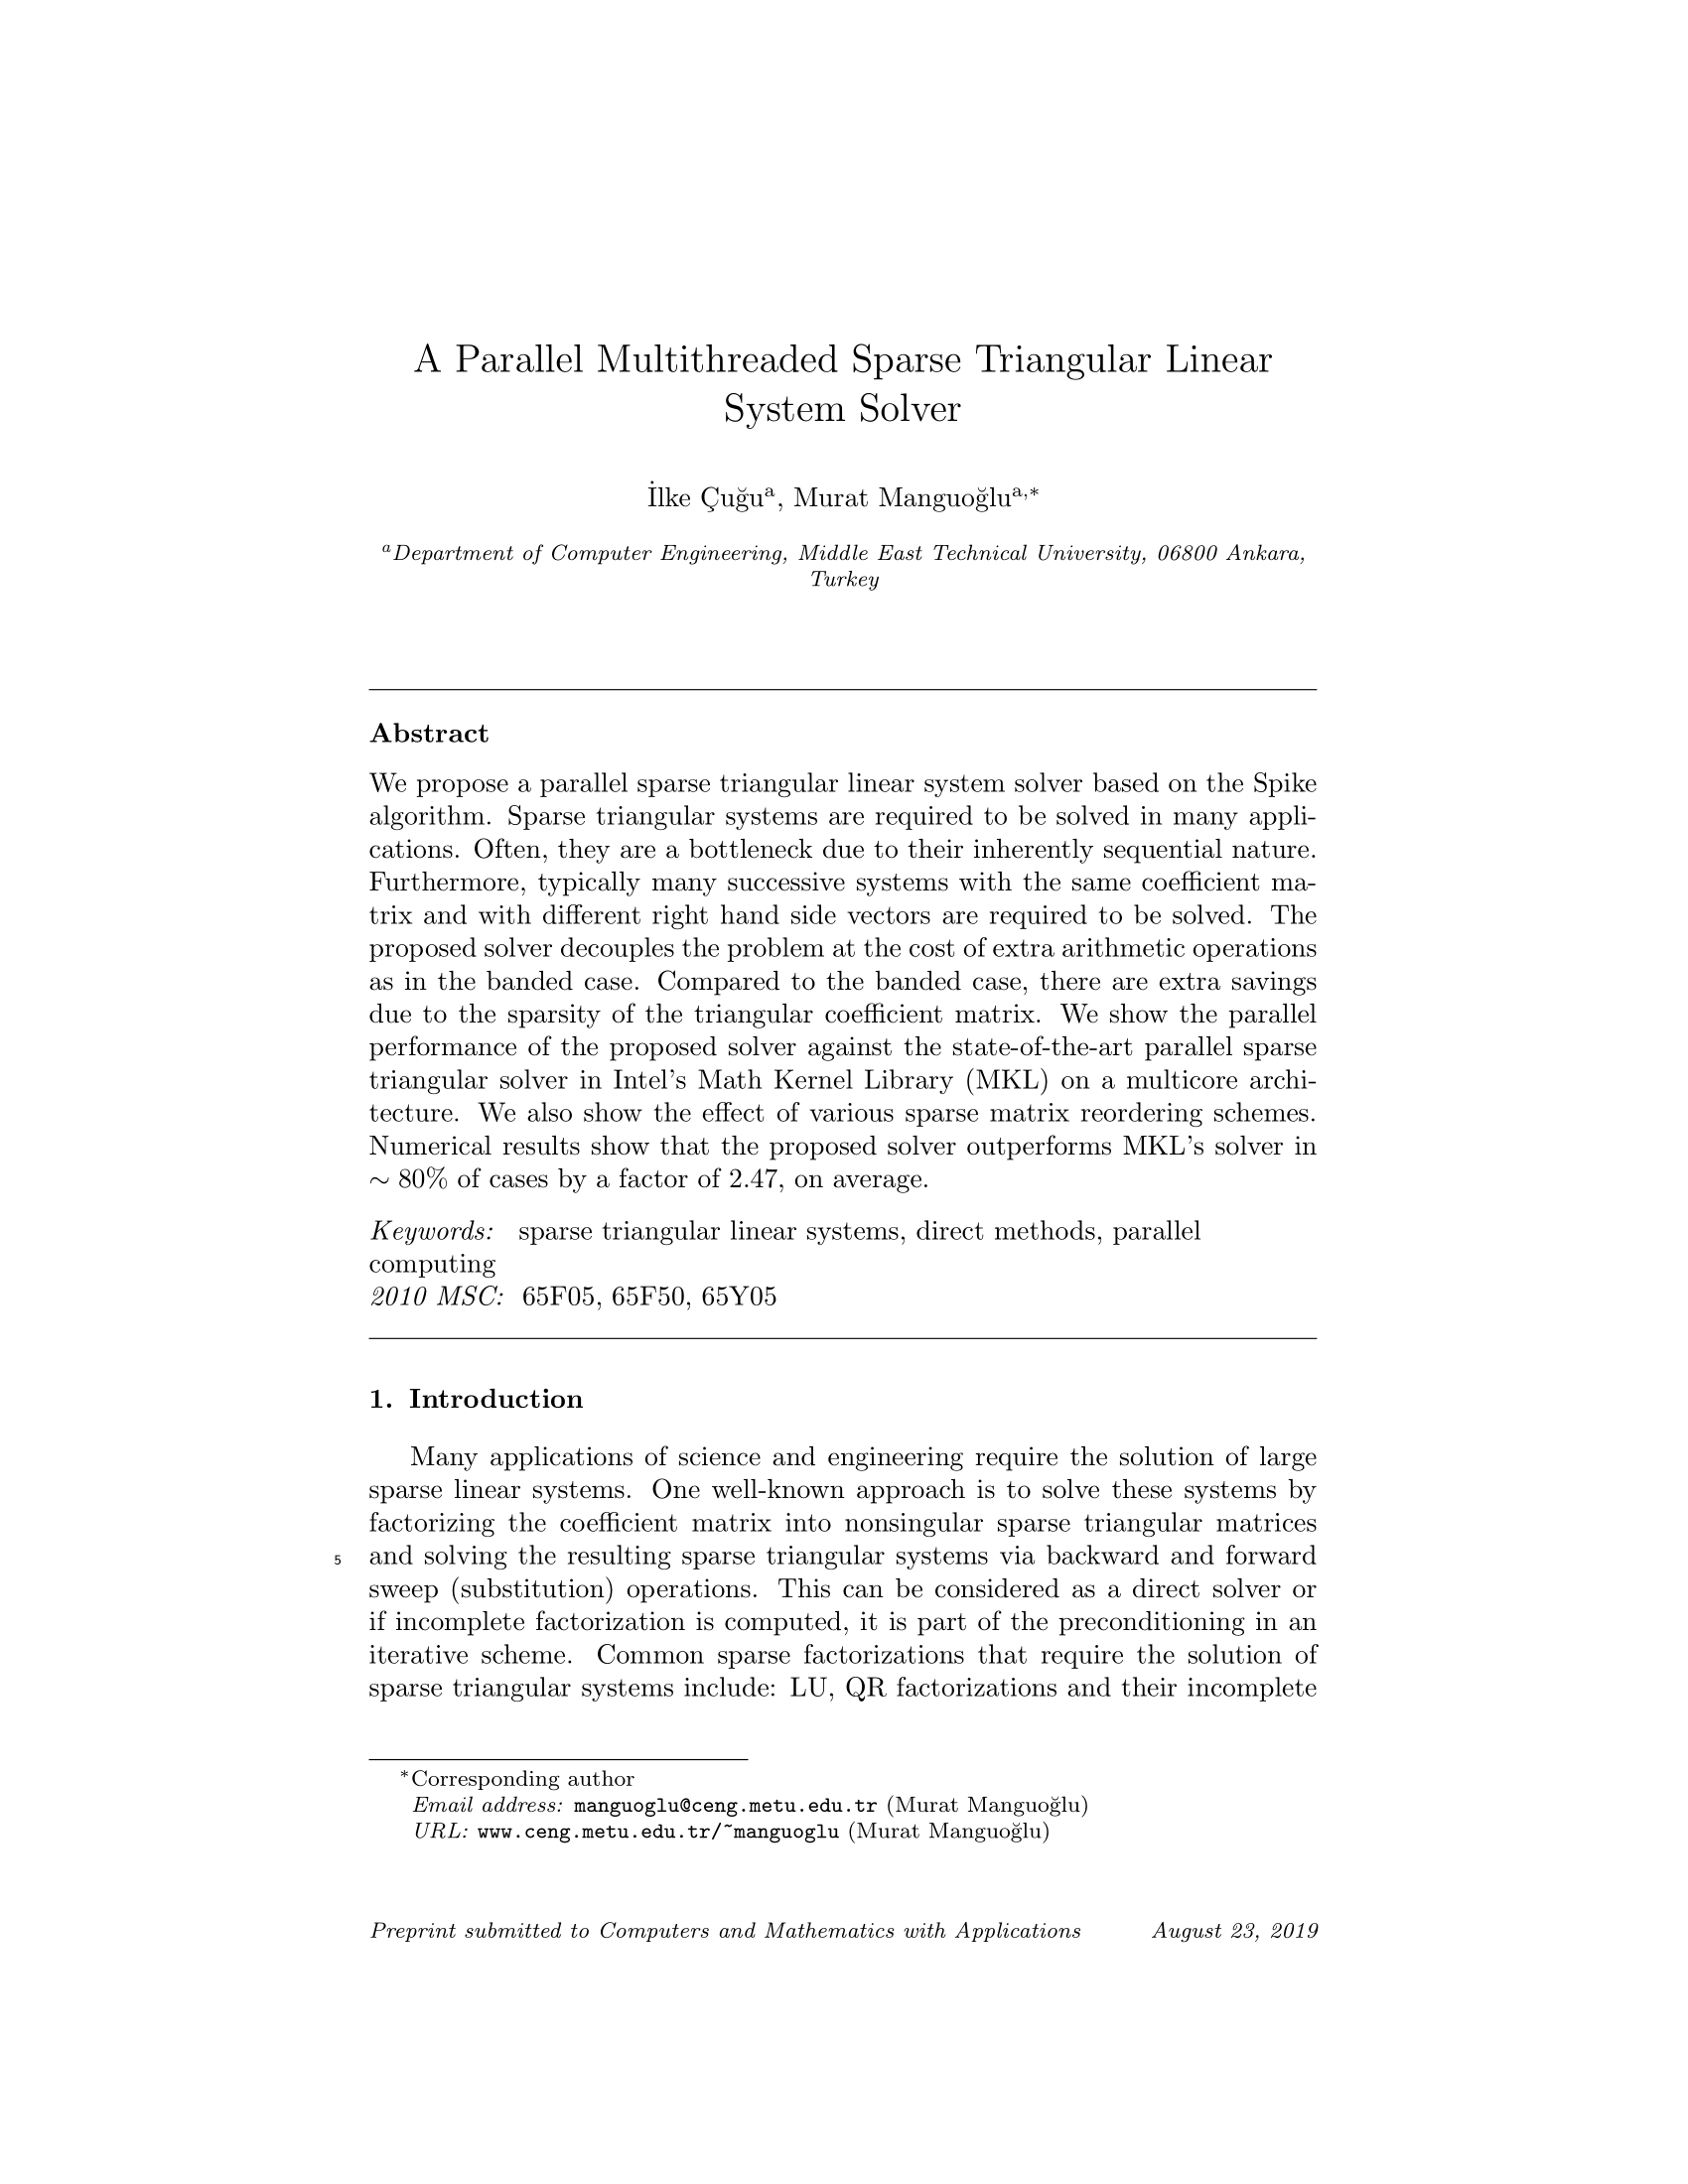 A Parallel Multithreaded Sparse Triangular Linear
System Solver
İlke Çuğuᵃ, Murat Manguoğluᵃ,*
ᵃDepartment of Computer Engineering, Middle East Technical University, 06800 Ankara,
Turkey
Abstract
We propose a parallel sparse triangular linear system solver based on the Spike
algorithm. Sparse triangular systems are required to be solved in many appli-
cations. Often, they are a bottleneck due to their inherently sequential nature.
Furthermore, typically many successive systems with the same coefficient ma-
trix and with different right hand side vectors are required to be solved. The
proposed solver decouples the problem at the cost of extra arithmetic operations
as in the banded case. Compared to the banded case, there are extra savings
due to the sparsity of the triangular coefficient matrix. We show the parallel
performance of the proposed solver against the state-of-the-art parallel sparse
triangular solver in Intel's Math Kernel Library (MKL) on a multicore archi-
tecture. We also show the effect of various sparse matrix reordering schemes.
Numerical results show that the proposed solver outperforms MKL's solver in
∼ 80% of cases by a factor of 2.47, on average.
Keywords: sparse triangular linear systems, direct methods, parallel
computing
2010 MSC: 65F05, 65F50, 65Y05
1. Introduction
Many applications of science and engineering require the solution of large
sparse linear systems. One well-known approach is to solve these systems by
factorizing the coefficient matrix into nonsingular sparse triangular matrices
5 and solving the resulting sparse triangular systems via backward and forward
sweep (substitution) operations. This can be considered as a direct solver or
if incomplete factorization is computed, it is part of the preconditioning in an
iterative scheme. Common sparse factorizations that require the solution of
sparse triangular systems include: LU, QR factorizations and their incomplete
*Corresponding author
Email address: manguoglu@ceng.metu.edu.tr (Murat Manguoğlu)
URL: www.ceng.metu.edu.tr/~manguoglu (Murat Manguoğlu)
Preprint submitted to Computers and Mathematics with Applications August 23, 2019